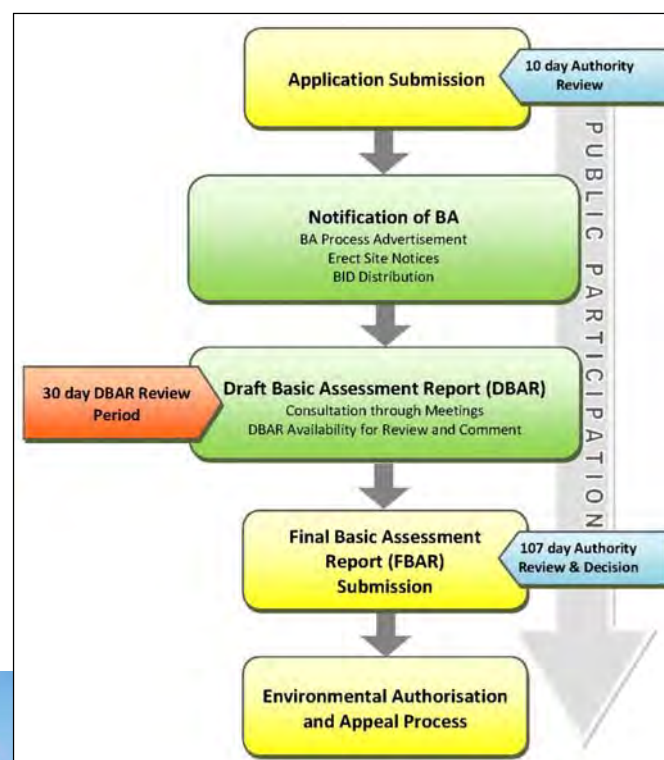 Application Submission
10 day Authority
Review
Notification of BA
BA Process Advertisement
Erect Site Notices
BID Distribution
30 day DBAR Review
Period
Draft Basic Assessment Report (DBAR)
Consultation through Meetings
DBAR Availability for Review and Comment
Final Basic Assessment
Report (FBAR)
Submission
107 day Authority
Review & Decision
Environmental Authorisation
and Appeal Process
PUBLIC PARTICIPATION